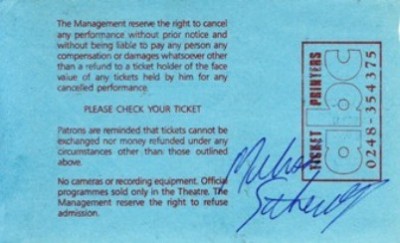 The Management reserve the right to cancel
any performance without prior notice and
without being liable to pay any person any
compensation or damages whatsoever other
than a refund to a ticket holder of the face
value of any tickets held by him for any
cancelled performance.
PLEASE CHECK YOUR TICKET
Patrons are reminded that tickets cannot be
exchanged nor money refunded under any
circumstances other than those outlined
above.
No cameras or recording equipment. Official
programmes sold only in the Theatre. The
Management reserve the right to refuse
admission.
TICKET PRINTERS
abc
0248-354375